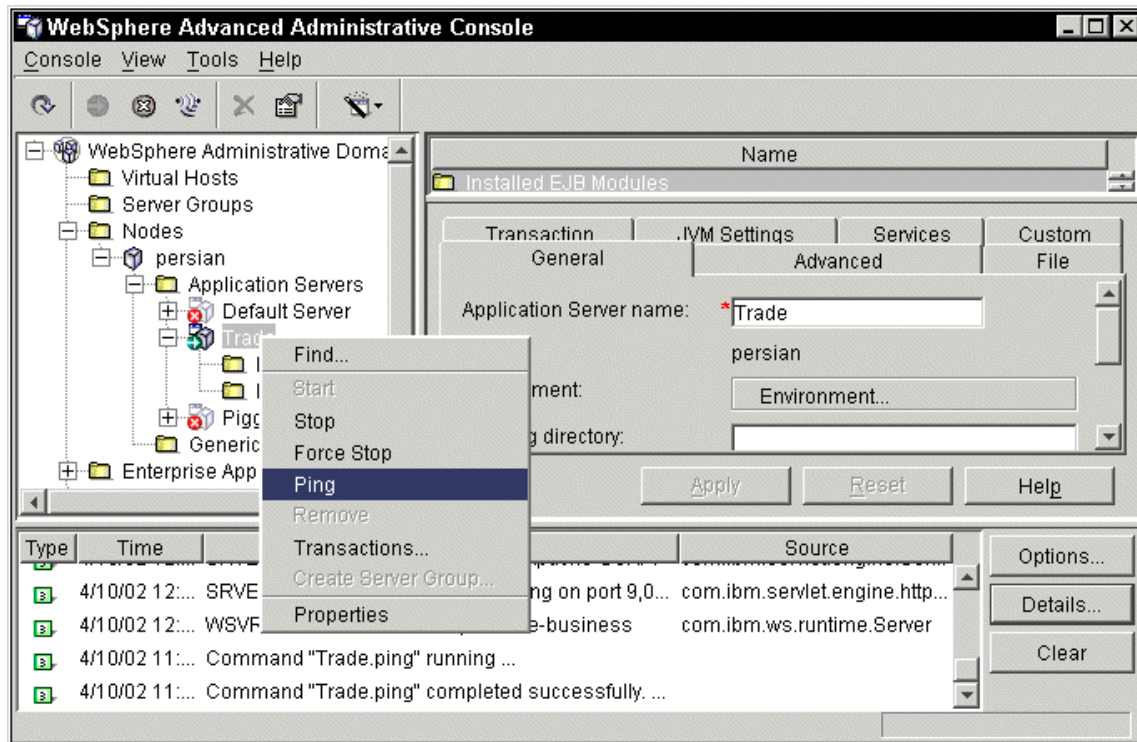 WebSphere Advanced Administrative Console
Console View Tools Help
WebSphere Administrative Doma
Virtual Hosts
Server Groups
Nodes
persian
Application Servers
Default Server
Trade
Pigg
Generic
Enterprise App
Find...
Start
Stop
Force Stop
Ping
Remove
Transactions...
Create Server Group...
Properties
Name
Installed EJB Modules
Transaction JVM Settings Services Custom
General Advanced File
Application Server name: *Trade
persian
ment: Environment...
g directory:
Apply Reset Help
Type Time Source
4/10/02 12:... SRVE ng on port 9,0... com.ibm.servlet.engine.http...
4/10/02 12:... WSVR e-business com.ibm.ws.runtime.Server
4/10/02 11:... Command "Trade.ping" running ...
4/10/02 11:... Command "Trade.ping" completed successfully. ...
Options...
Details...
Clear